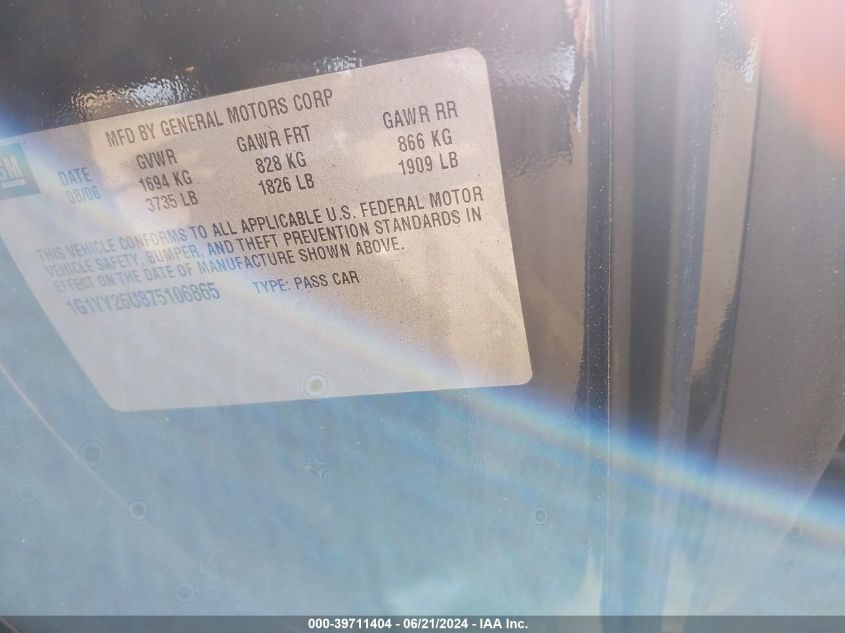 MFD BY GENERAL MOTORS CORP
GM
DATE GVWR GAWR FRT GAWR RR
08/06 1694 KG 828 KG 866 KG
3735 LB 1826 LB 1909 LB
THIS VEHICLE CONFORMS TO ALL APPLICABLE U.S. FEDERAL MOTOR
VEHICLE SAFETY, BUMPER, AND THEFT PREVENTION STANDARDS IN
EFFECT ON THE DATE OF MANUFACTURE SHOWN ABOVE.
1G1YY26U875106865 TYPE: PASS CAR
000-39711404 - 06/21/2024 - IAA Inc.